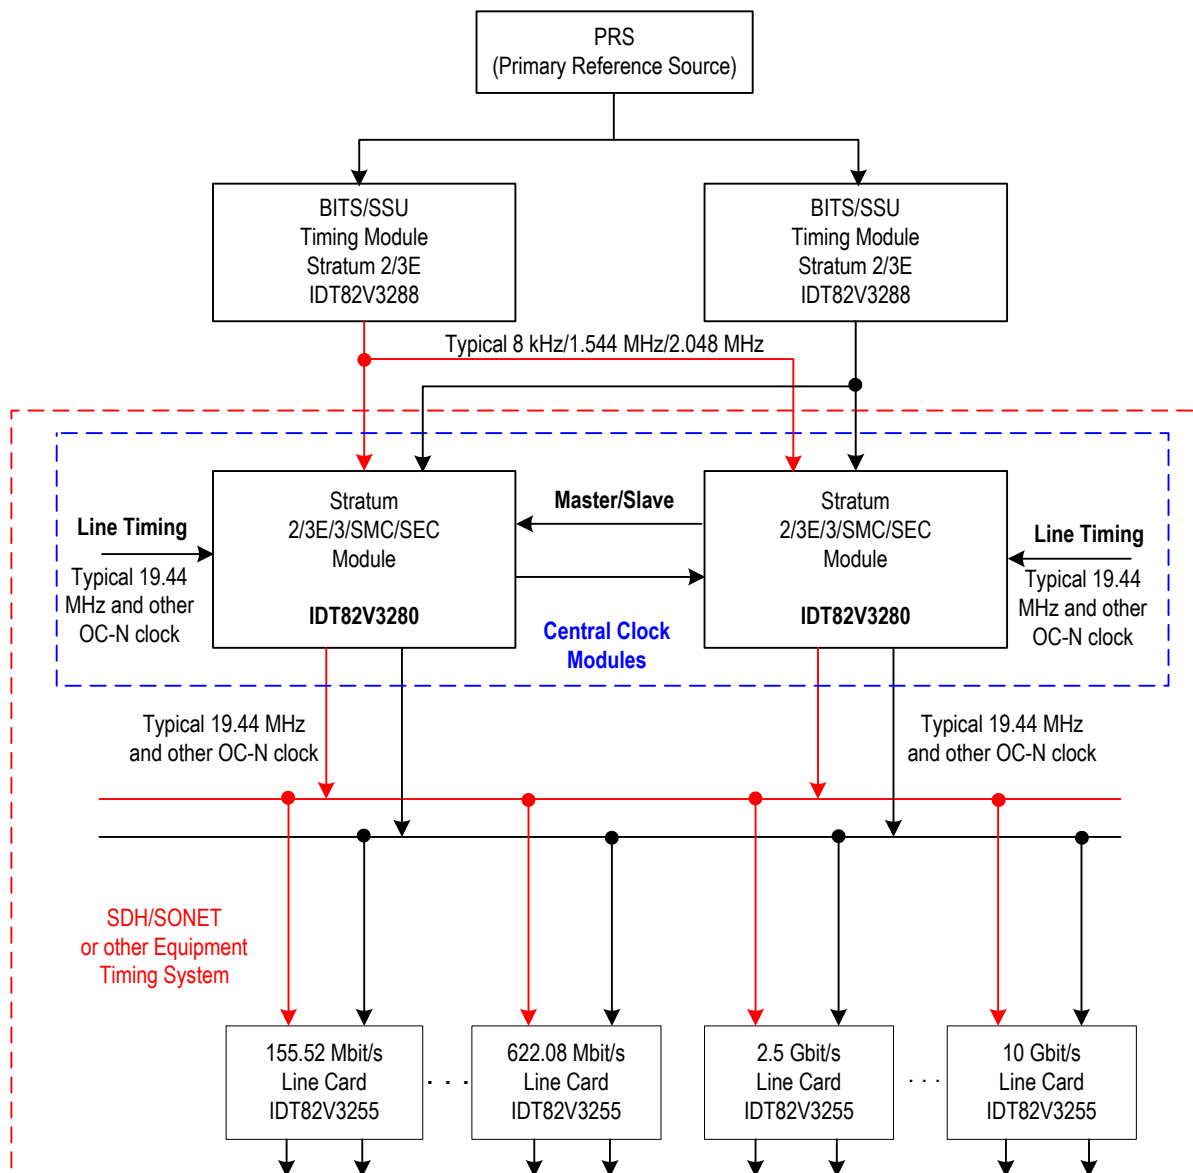 PRS
(Primary Reference Source)
BITS/SSU
Timing Module
Stratum 2/3E
IDT82V3288
BITS/SSU
Timing Module
Stratum 2/3E
IDT82V3288
Typical 8 kHz/1.544 MHz/2.048 MHz
Line Timing
Typical 19.44
MHz and other
OC-N clock
Stratum
2/3E/3/SMC/SEC
Module
IDT82V3280
Master/Slave
Central Clock
Modules
Stratum
2/3E/3/SMC/SEC
Module
IDT82V3280
Line Timing
Typical 19.44
MHz and other
OC-N clock
Typical 19.44 MHz
and other OC-N clock
Typical 19.44 MHz
and other OC-N clock
SDH/SONET
or other Equipment
Timing System
155.52 Mbit/s
Line Card
IDT82V3255
. . .
622.08 Mbit/s
Line Card
IDT82V3255
2.5 Gbit/s
Line Card
IDT82V3255
. . .
10 Gbit/s
Line Card
IDT82V3255